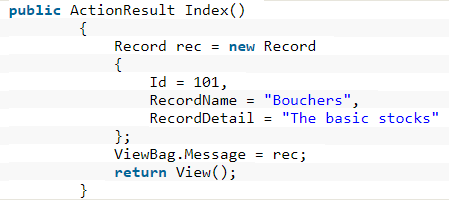 public ActionResult Index()
{
Record rec = new Record
{
Id = 101,
RecordName = "Bouchers",
RecordDetail = "The basic stocks"
};
ViewBag.Message = rec;
return View();
}